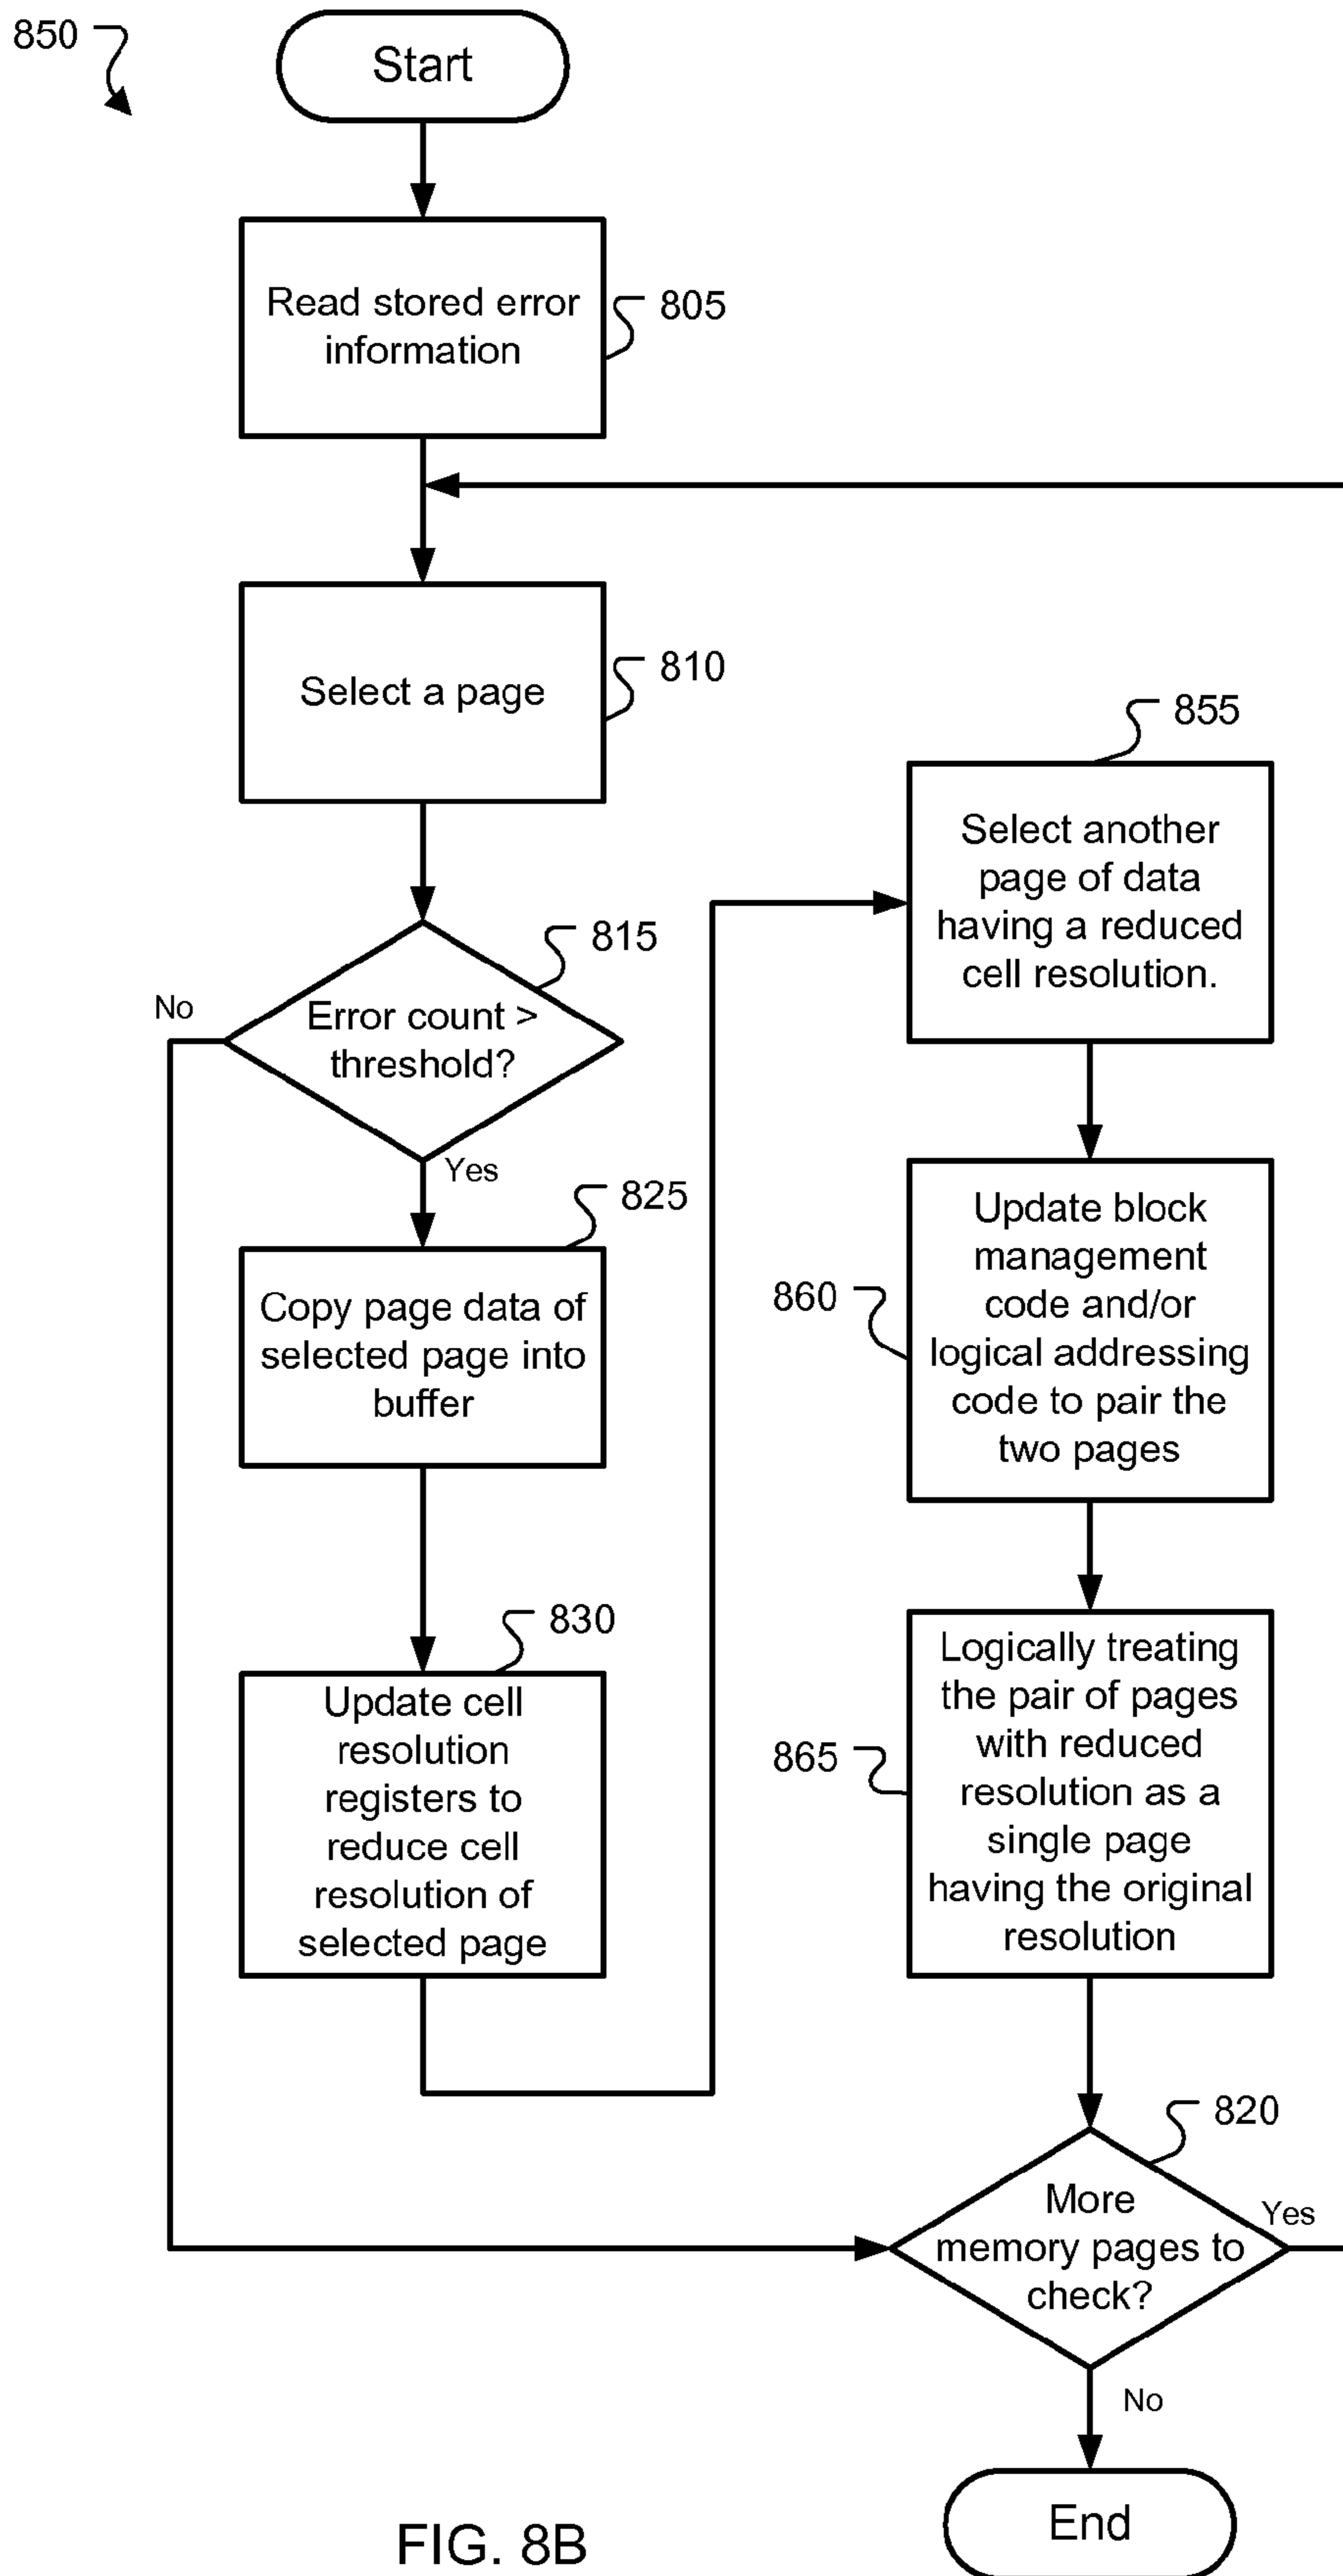 850
Start
Read stored error
information
805
Select a page
810
Error count >
threshold?
815
No
Yes
Copy page data of
selected page into
buffer
825
Update cell
resolution
registers to
reduce cell
resolution of
selected page
830
855
Select another
page of data
having a reduced
cell resolution.
Update block
management
code and/or
logical addressing
code to pair the
two pages
860
Logically treating
the pair of pages
with reduced
resolution as a
single page
having the original
resolution
865
820
More
memory pages to
check?
Yes
No
End
FIG. 8B